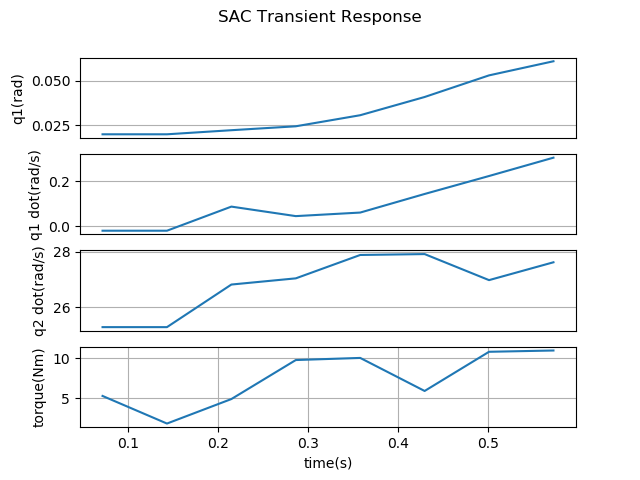 SAC Transient Response
q1(rad)
0.050
0.025
q1 dot(rad/s)
0.2
0.0
q2 dot(rad/s)
28
26
torque(Nm)
10
5
0.1 0.2 0.3 0.4 0.5
time(s)